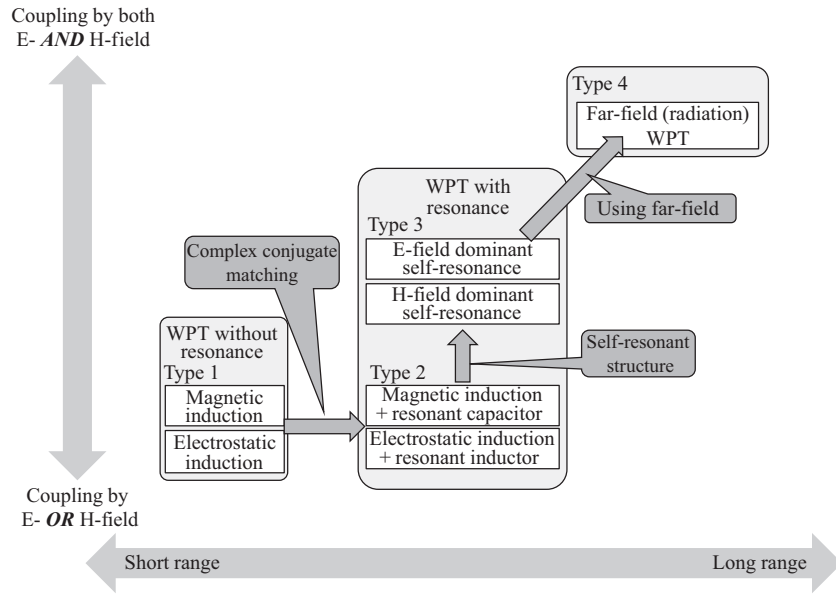 Coupling by both
E- AND H-field
Type 4
Far-field (radiation)
WPT
Using far-field
WPT with
resonance
Type 3
E-field dominant
self-resonance
H-field dominant
self-resonance
Complex conjugate
matching
WPT without
resonance
Type 1
Magnetic
induction
Electrostatic
induction
Self-resonant
structure
Type 2
Magnetic induction
+ resonant capacitor
Electrostatic induction
+ resonant inductor
Coupling by
E- OR H-field
Short range
Long range